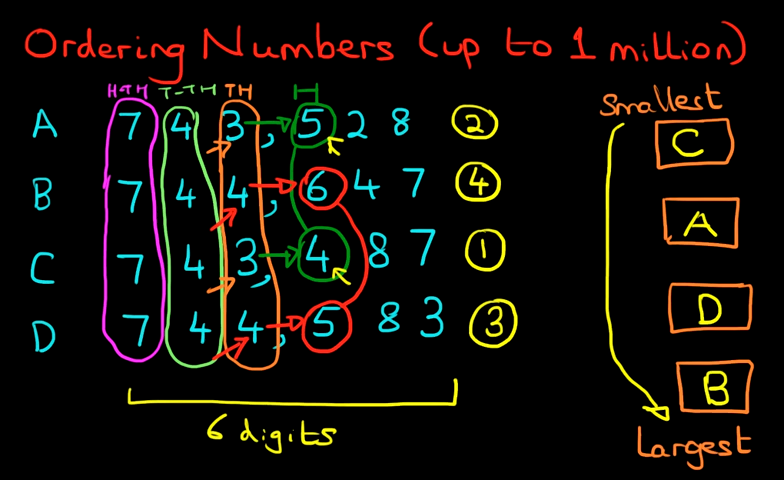 Ordering Numbers (up to 1 million)
H-TH T-TH TH H
Smallest
A 7 4 3, 5 2 8 2
C
B 7 4 4, 6 4 7 4
A
C 7 4 3, 4 8 7 1
D
D 7 4 4, 5 8 3 3
B
6 digits
Largest